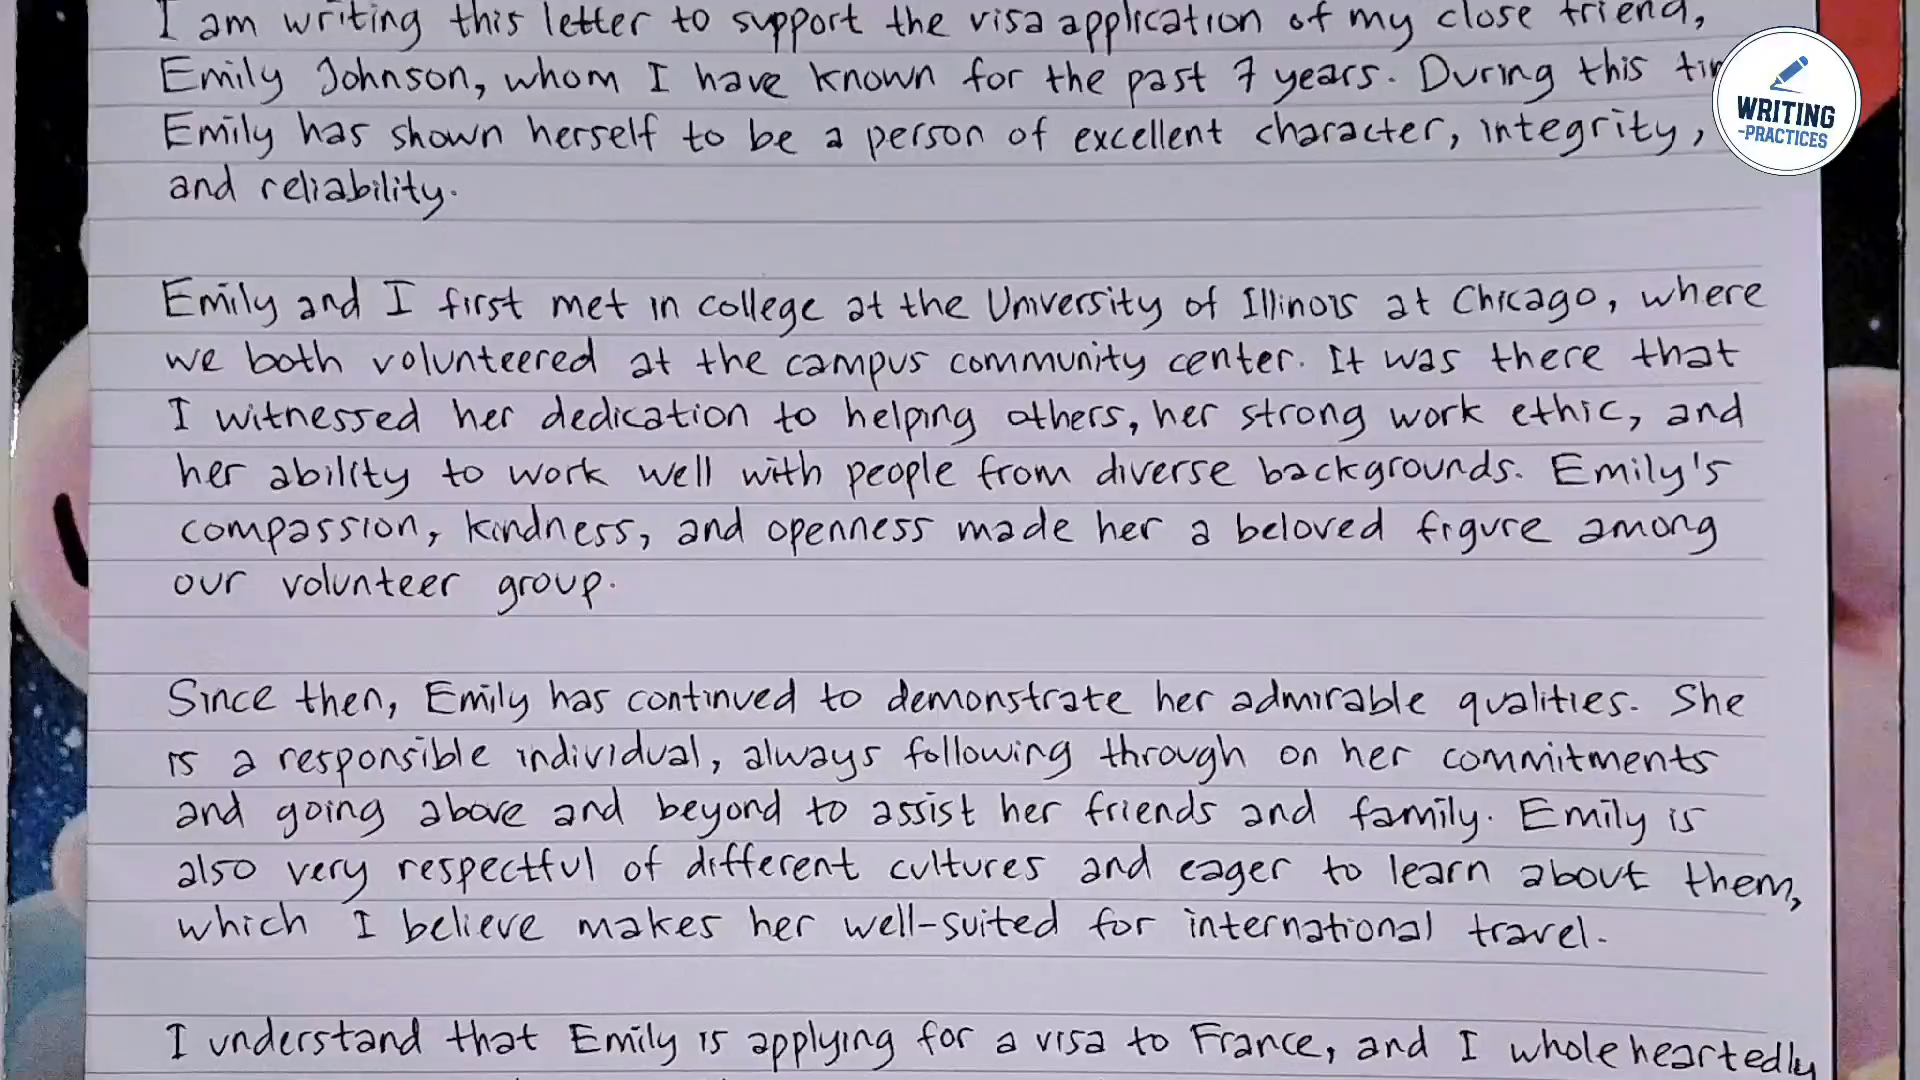 I am writing this letter to support the visa application of my close friend,
Emily Johnson, whom I have known for the past 7 years. During this
Emily has shown herself to be a person of excellent character, integrity,
and reliability.
Emily and I first met in college at the University of Illinois at Chicago, where
we both volunteered at the campus community center. It was there that
I witnessed her dedication to helping others, her strong work ethic, and
her ability to work well with people from diverse backgrounds. Emily's
compassion, kindness, and openness made her a beloved figure among
our volunteer group.
Since then, Emily has continued to demonstrate her admirable qualities. She
is a responsible individual, always following through on her commitments
and going above and beyond to assist her friends and family. Emily is
also very respectful of different cultures and eager to learn about them,
which I believe makes her well-suited for international travel.
I understand that Emily is applying for a visa to France, and I wholeheartedly
WRITING
-PRACTICES